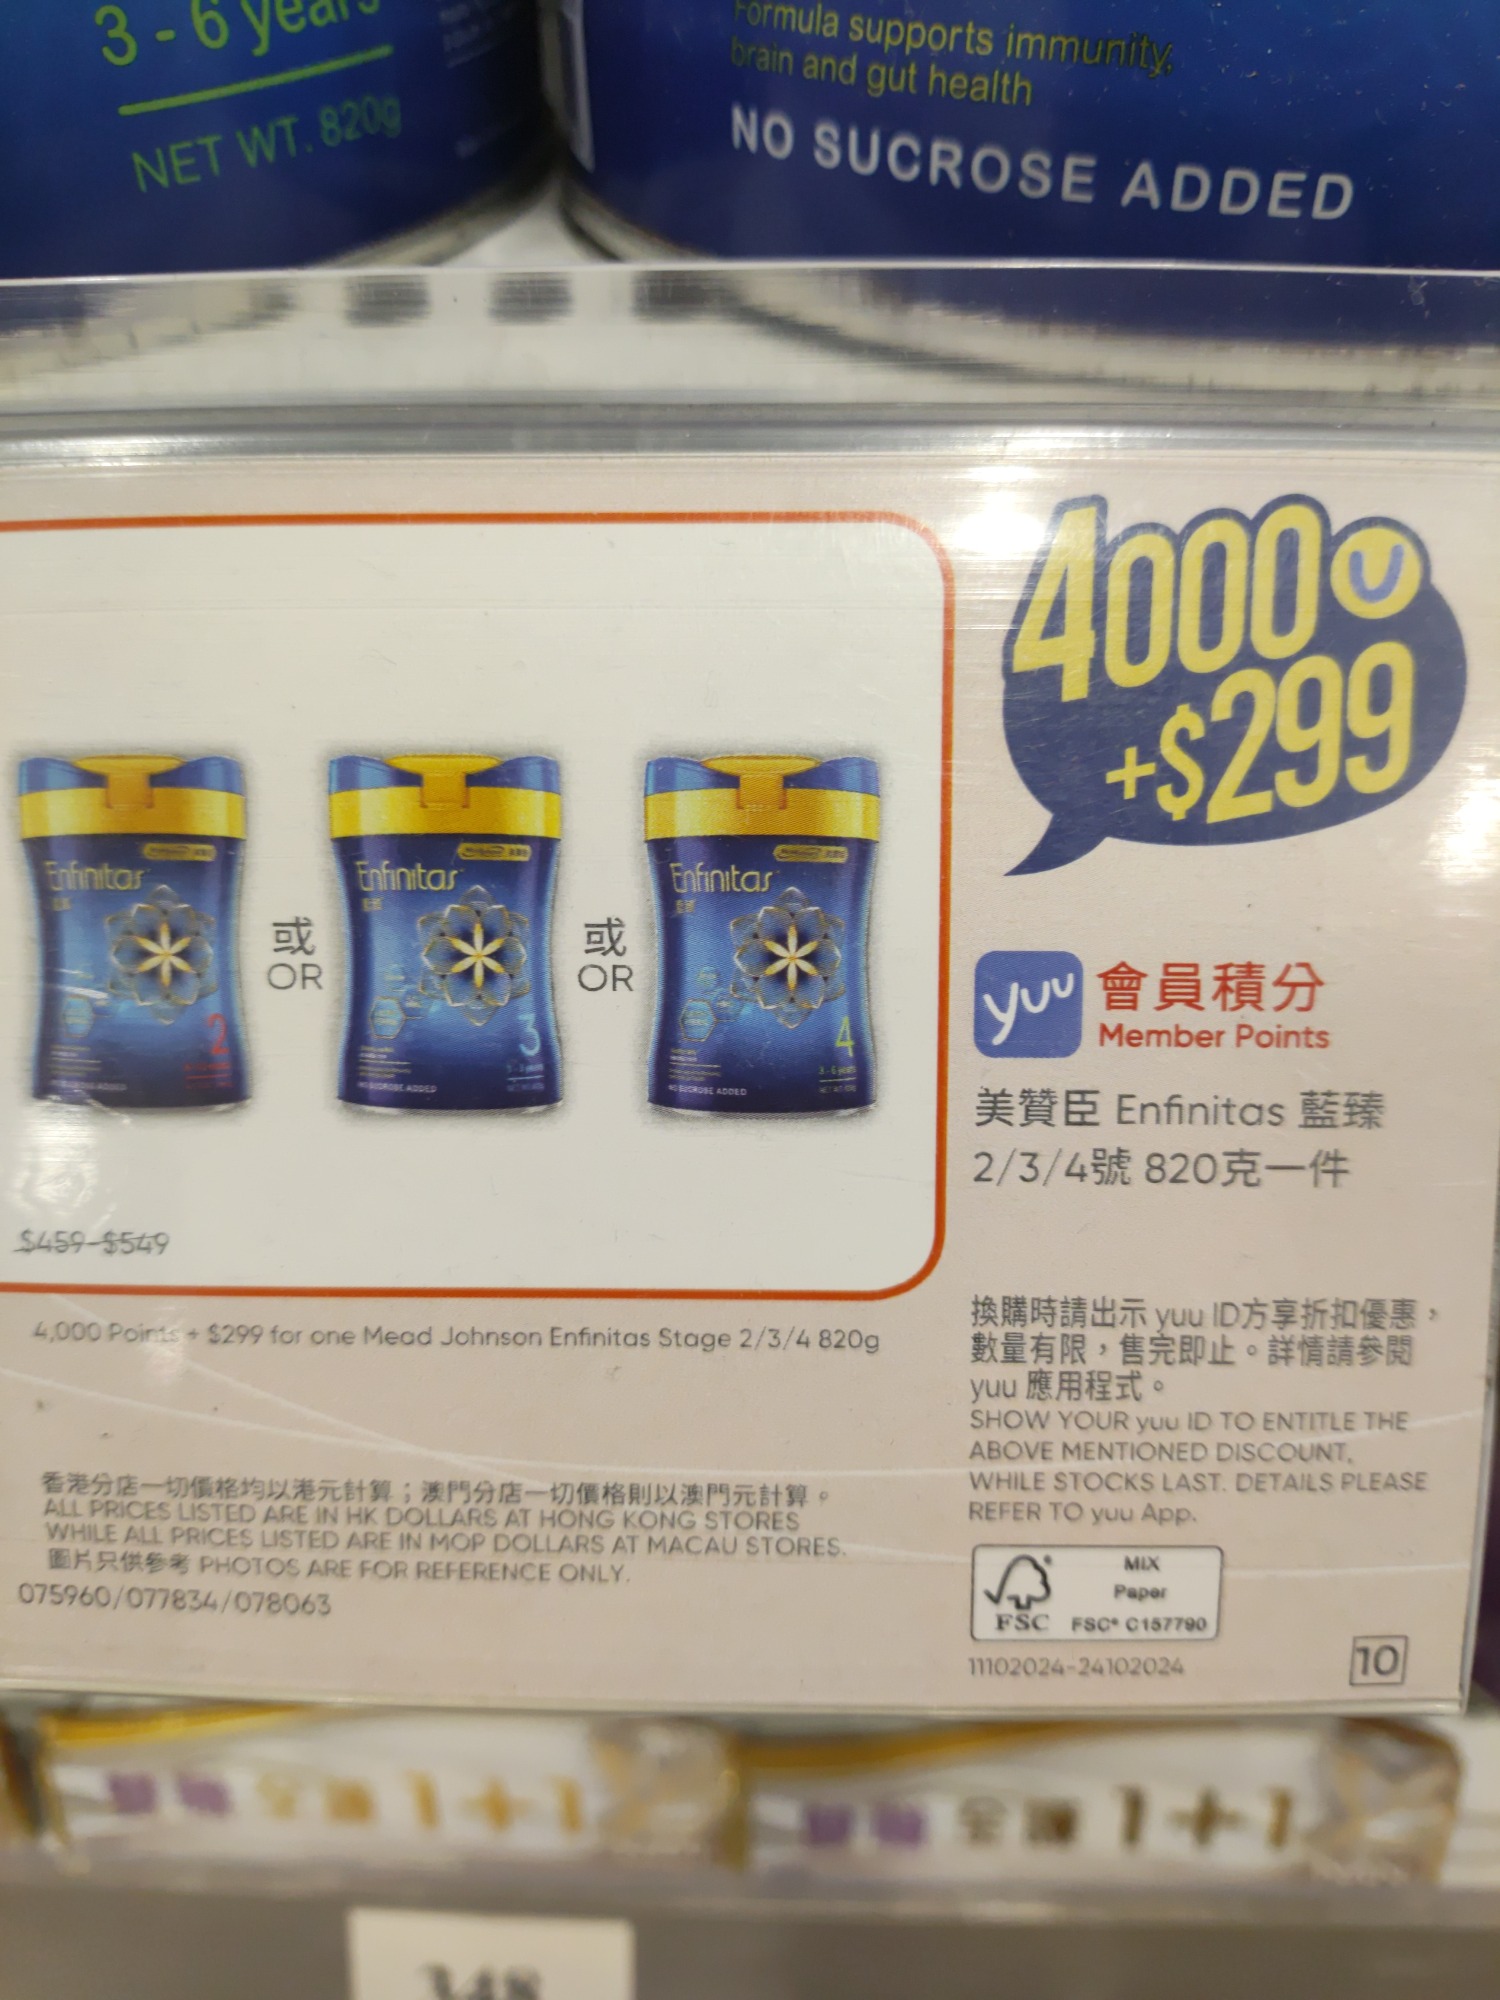 3 - 6 years
NET WT. 820g
Formula supports immunity,
brain and gut health
NO SUCROSE ADDED
4000 U
+$299
Enfinitas
2
NO SUCROSE ADDED
或
OR
Enfinitas
3
NO SUCROSE ADDED
或
OR
Enfinitas
4
3-6 years
NO SUCROSE ADDED
$459-$549
yuu 會員積分
Member Points
美贊臣 Enfinitas 藍臻
2/3/4號 820克一件
4,000 Points + $299 for one Mead Johnson Enfinitas Stage 2/3/4 820g
換購時請出示 yuu ID方享折扣優惠，
數量有限，售完即止。詳情請參閱
yuu 應用程式。
SHOW YOUR yuu ID TO ENTITLE THE
ABOVE MENTIONED DISCOUNT,
WHILE STOCKS LAST. DETAILS PLEASE
REFER TO yuu App.
香港分店一切價格均以港元計算；澳門分店一切價格則以澳門元計算。
ALL PRICES LISTED ARE IN HK DOLLARS AT HONG KONG STORES
WHILE ALL PRICES LISTED ARE IN MOP DOLLARS AT MACAU STORES.
圖片只供參考 PHOTOS ARE FOR REFERENCE ONLY.
075960/077834/078063
FSC
MIX
Paper
FSC® C157790
11102024-24102024
10
348